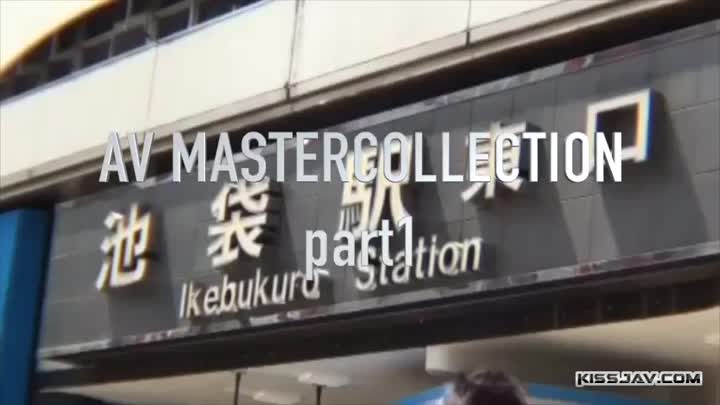 AV MASTERCOLLECTION
part1
池袋駅東口
Ikebukuro Station
KISSJAV.COM